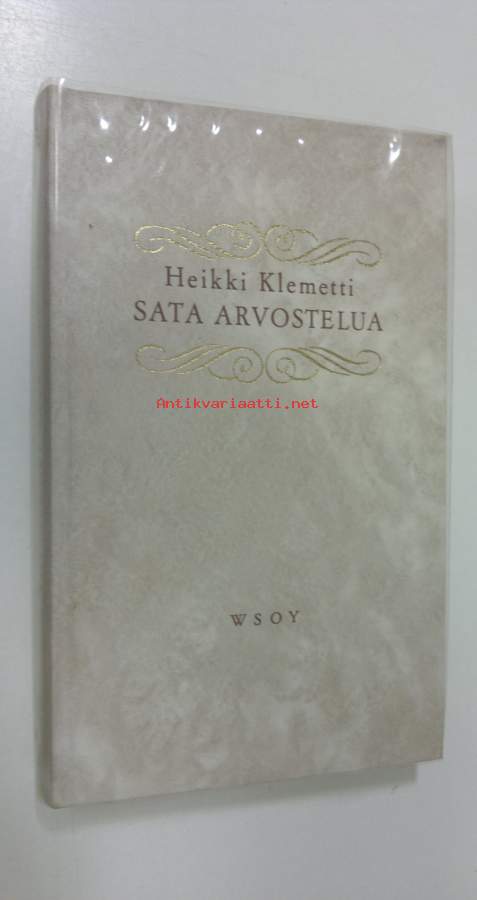 Heikki Klemetti
SATA ARVOSTELUA
Antikvariaatti.net
WSOY